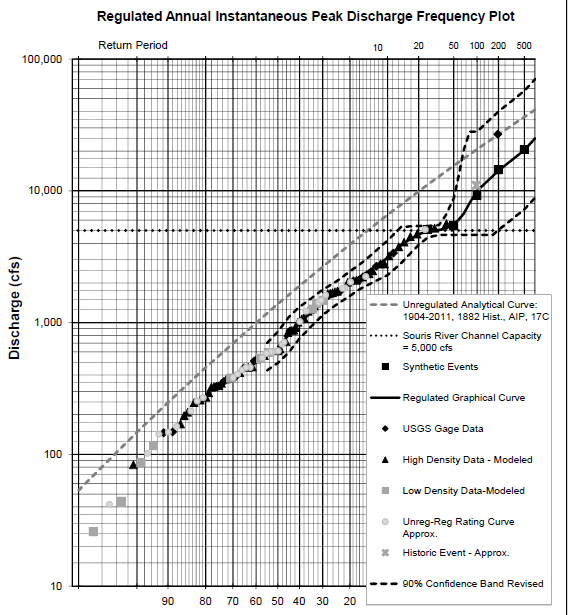 Regulated Annual Instantaneous Peak Discharge Frequency Plot
Return Period
10 20 50 100 200 500
100,000
10,000
1,000
100
10
Discharge (cfs)
90 80 70 60 50 40 30 20
Unregulated Analytical Curve:
1904-2011, 1882 Hist., AIP, 17C
Souris River Channel Capacity
= 5,000 cfs
Synthetic Events
Regulated Graphical Curve
USGS Gage Data
High Density Data - Modeled
Low Density Data-Modeled
Unreg-Reg Rating Curve
Approx.
Historic Event - Approx.
90% Confidence Band Revised